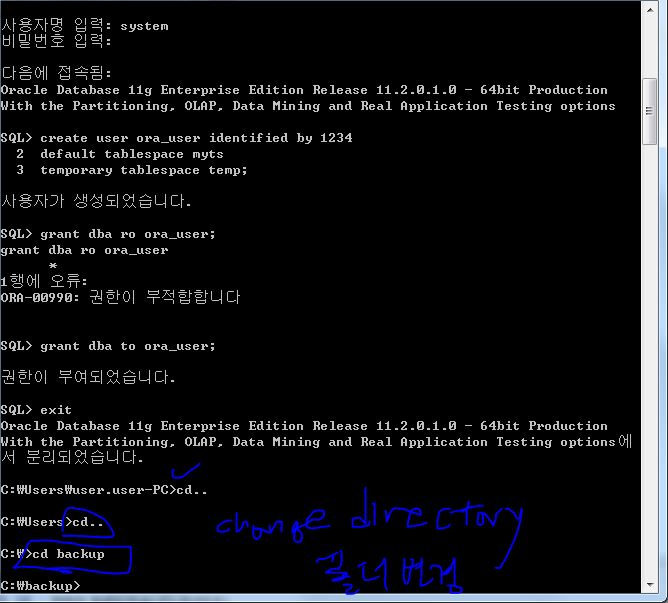 사용자명 입력: system
비밀번호 입력:
다음에 접속됨:
Oracle Database 11g Enterprise Edition Release 11.2.0.1.0 - 64bit Production
With the Partitioning, OLAP, Data Mining and Real Application Testing options
SQL> create user ora_user identified by 1234
2 default tablespace myts
3 temporary tablespace temp;
사용자가 생성되었습니다.
SQL> grant dba ro ora_user;
grant dba ro ora_user
*
1행에 오류:
ORA-00990: 권한이 부적합합니다
SQL> grant dba to ora_user;
권한이 부여되었습니다.
SQL> exit
Oracle Database 11g Enterprise Edition Release 11.2.0.1.0 - 64bit Production
With the Partitioning, OLAP, Data Mining and Real Application Testing options에
서 분리되었습니다.
C:\Users\user.user-PC>cd..
C:\Users>cd..
change directory
C:\>cd backup
폴더 변경
C:\backup>